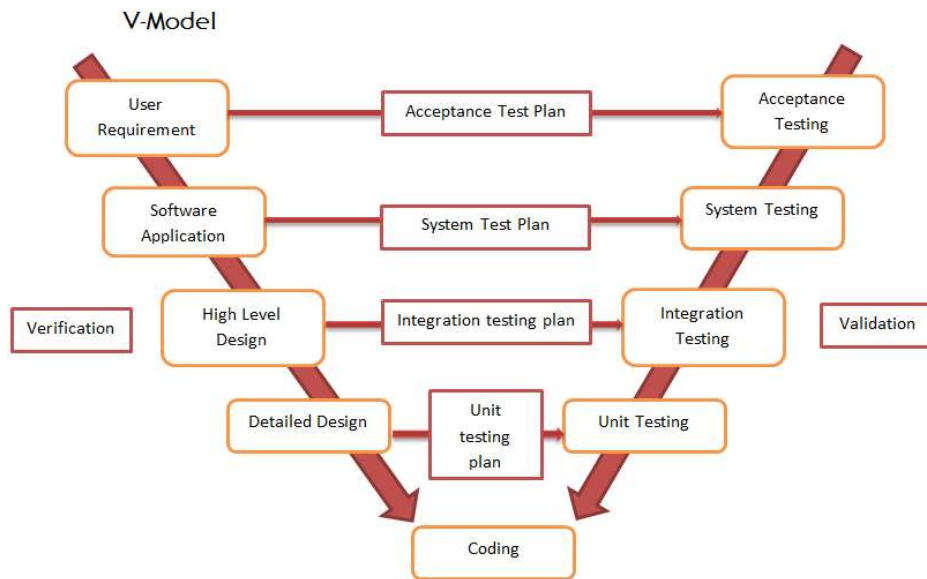 V-Model
User
Requirement
Acceptance Test Plan
Acceptance
Testing
Software
Application
System Test Plan
System Testing
Verification
High Level
Design
Integration testing plan
Integration
Testing
Validation
Detailed Design
Unit
testing
plan
Unit Testing
Coding